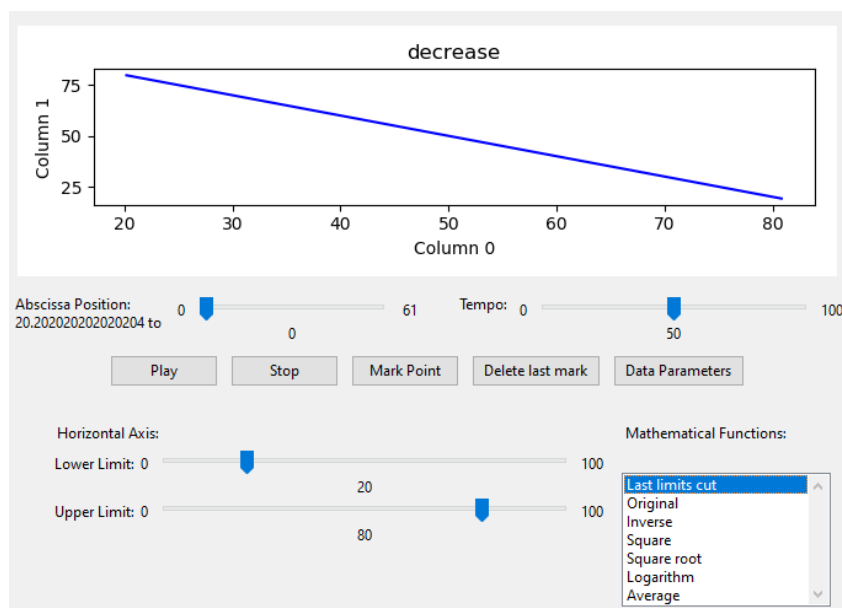 decrease
75
50
25
Column 1
20 30 40 50 60 70 80
Column 0
Abscissa Position:
20.202020202020204 to
0 61
0
Tempo: 0 100
50
Play Stop Mark Point Delete last mark Data Parameters
Horizontal Axis:
Lower Limit: 0 100
20
Upper Limit: 0 100
80
Mathematical Functions:
Last limits cut
Original
Inverse
Square
Square root
Logarithm
Average